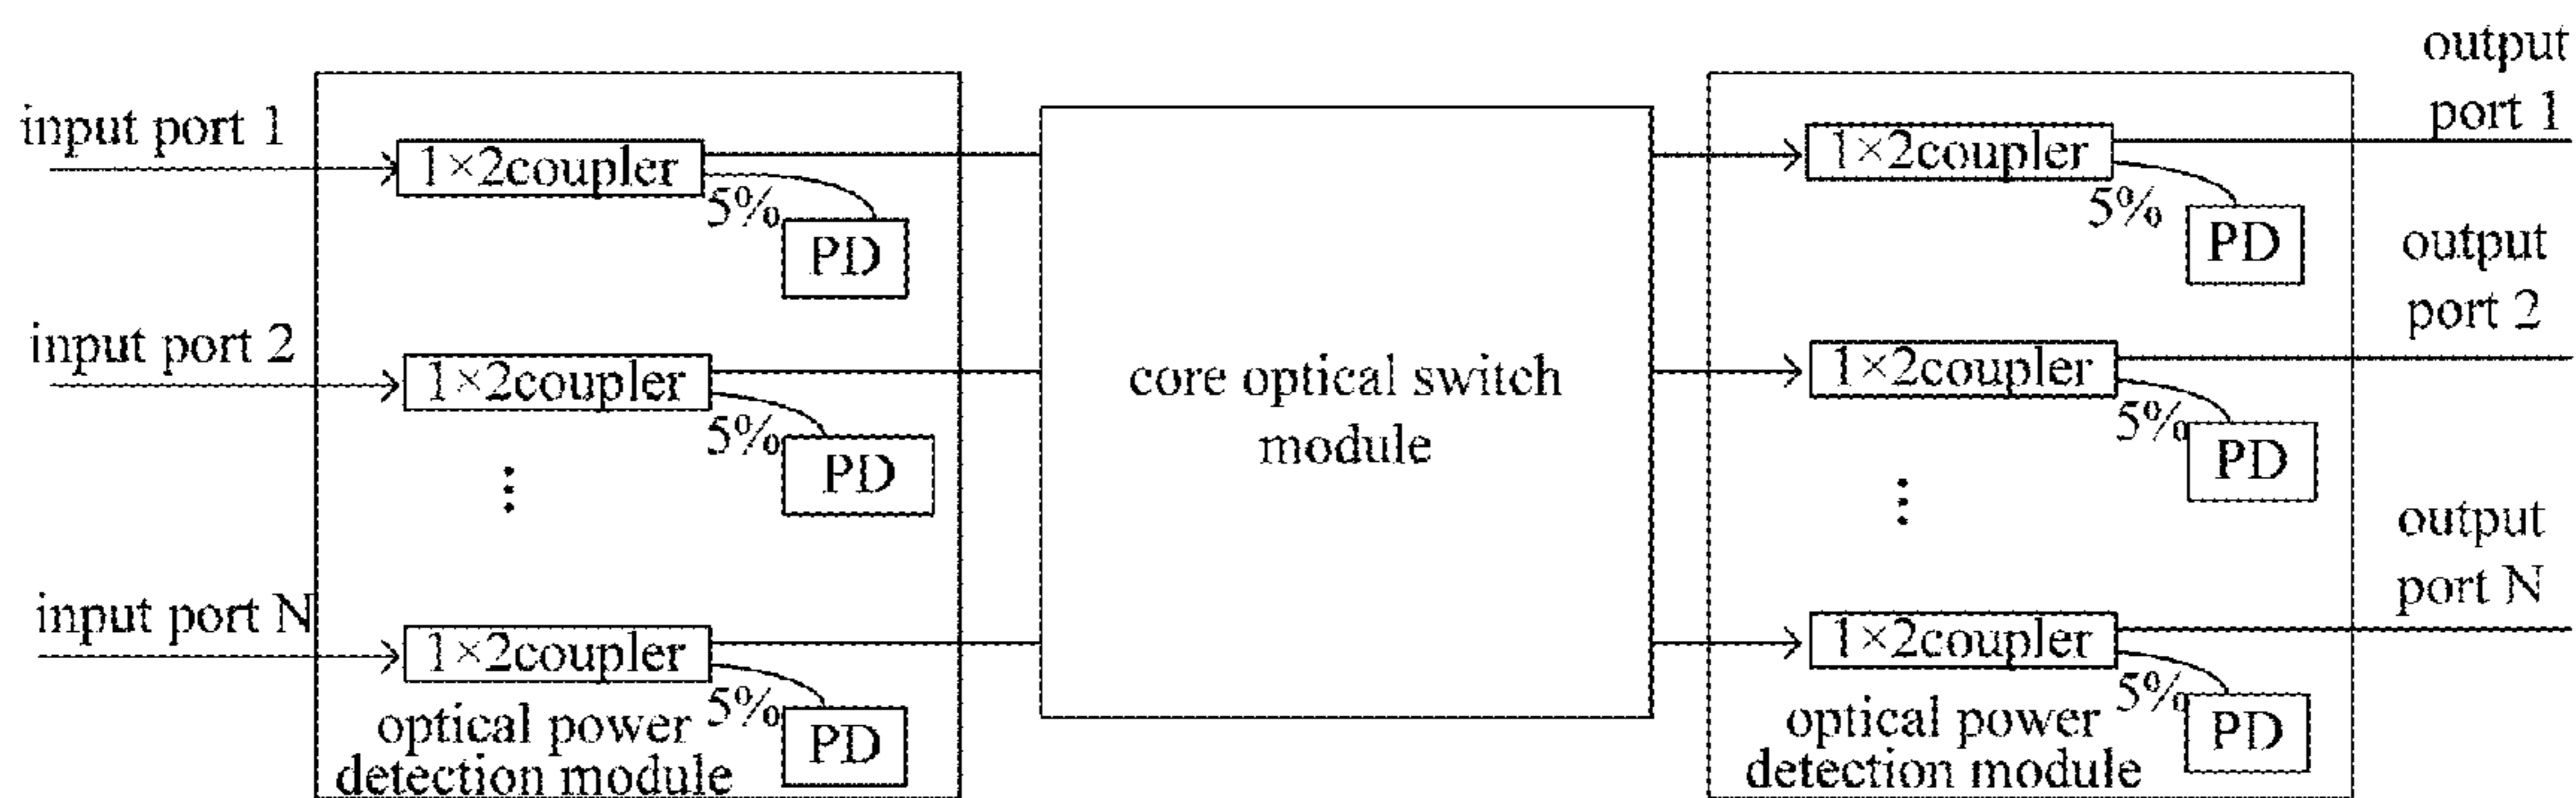 input port 1
1×2coupler
5%
PD
input port 2
1×2coupler
5%
PD
input port N
1×2coupler
5%
PD
optical power
detection module
core optical switch
module
output
port 1
1×2coupler
5%
PD
output
port 2
1×2coupler
5%
PD
output
port N
1×2coupler
5%
PD
optical power
detection module